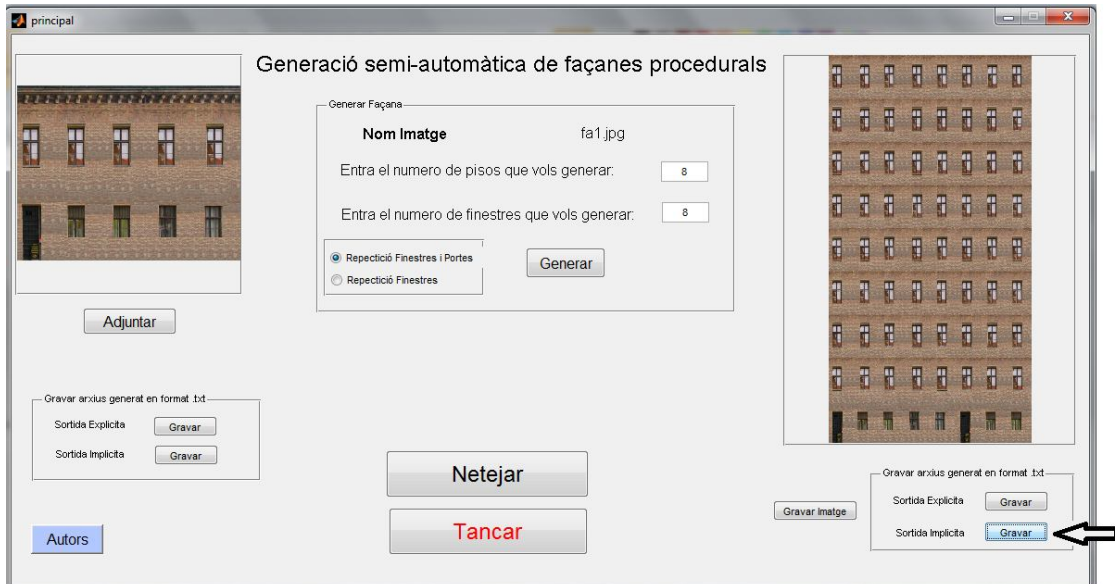 principal
Generació semi-automàtica de façanes procedurals
Generar Façana
Nom Imatge fa1.jpg
Entra el numero de pisos que vols generar: 8
Entra el numero de finestres que vols generar: 8
Repectició Finestres i Portes
Repectició Finestres
Generar
Adjuntar
Gravar arxius generat en format .txt
Sortida Explicita Gravar
Sortida Implicita Gravar
Autors
Netejar
Tancar
Gravar Imatge
Gravar arxius generat en format .txt
Sortida Explicita Gravar
Sortida Implicita Gravar